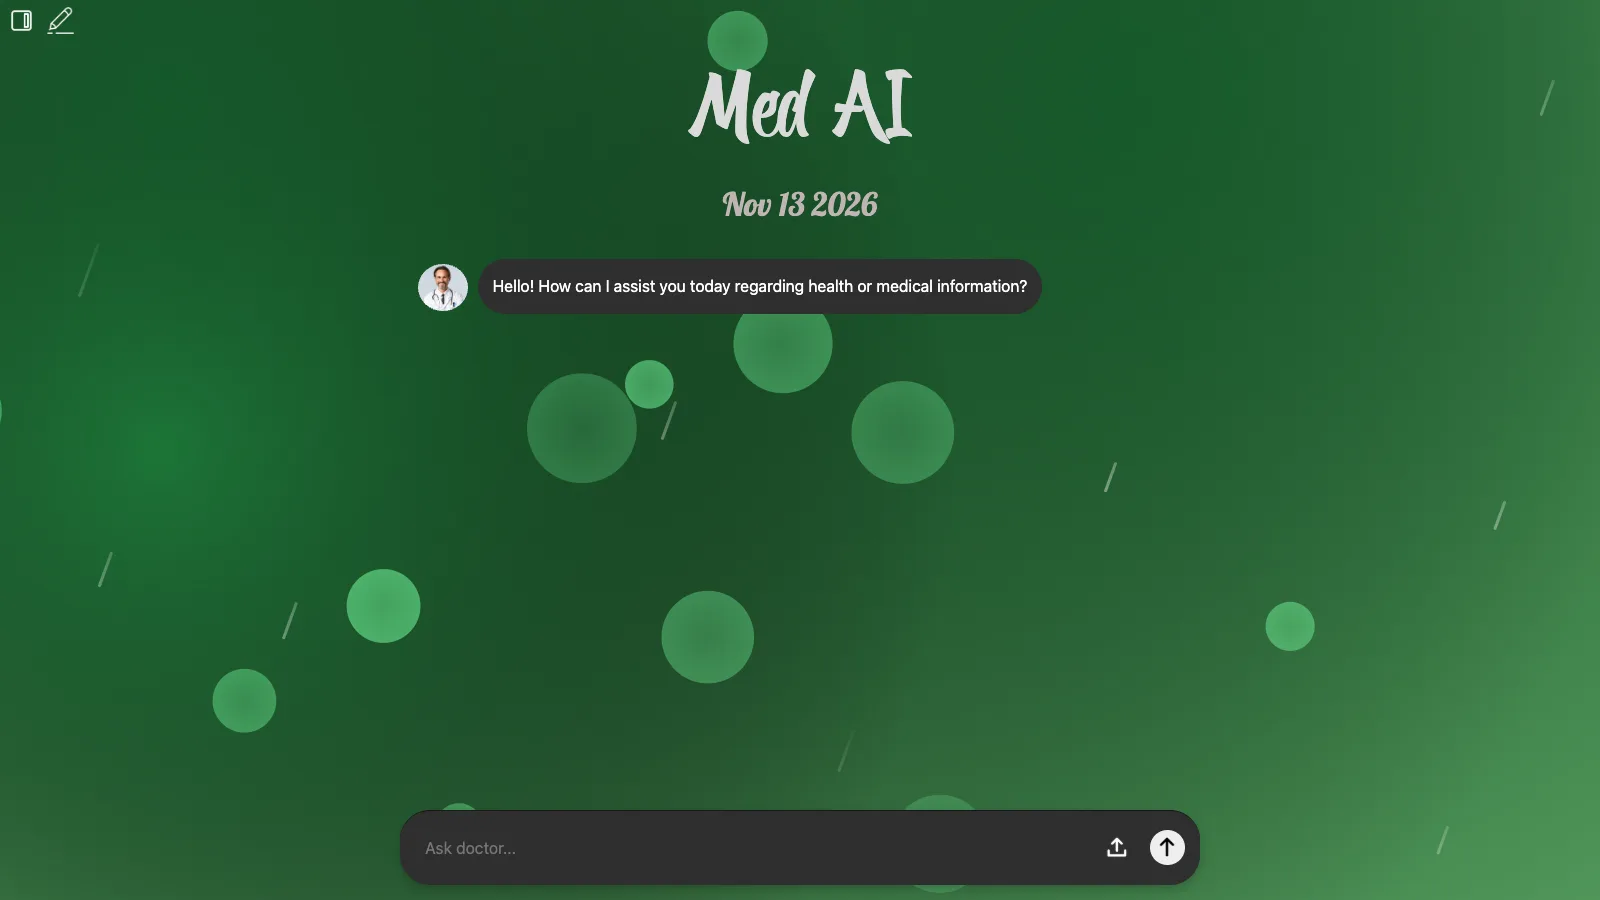 Med AI
Nov 13 2026
Hello! How can I assist you today regarding health or medical information?
Ask doctor...